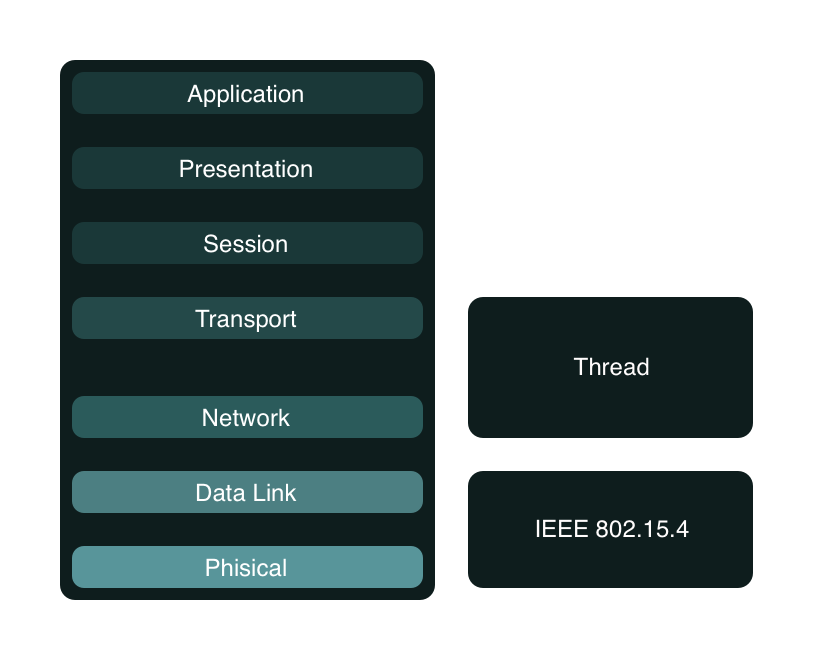 Application
Presentation
Session
Transport
Thread
Network
Data Link
IEEE 802.15.4
Phisical